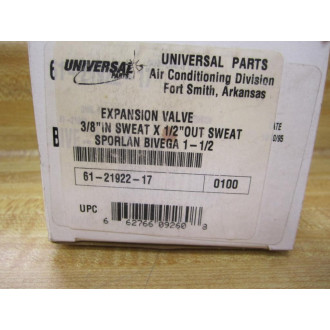 UNIVERSAL PARTS
UNIVERSAL
Air Conditioning Division
Fort Smith, Arkansas
EXPANSION VALVE
3/8"IN SWEAT X 1/2"OUT SWEAT
SPORLAN BIVEGA 1-1/2
61-21922-17
0100
UPC
6 62766 09260 8